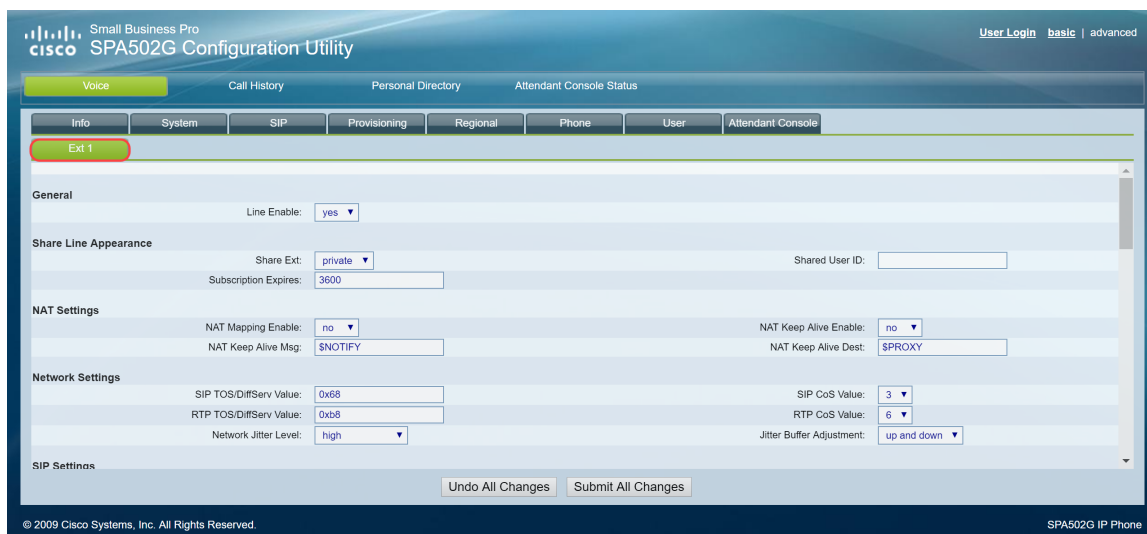 Small Business Pro
cisco SPA502G Configuration Utility
User Login basic | advanced
Voice Call History Personal Directory Attendant Console Status
Info System SIP Provisioning Regional Phone User Attendant Console
Ext 1
General
Line Enable: yes
Share Line Appearance
Share Ext: private Shared User ID:
Subscription Expires: 3600
NAT Settings
NAT Mapping Enable: no NAT Keep Alive Enable: no
NAT Keep Alive Msg: $NOTIFY NAT Keep Alive Dest: $PROXY
Network Settings
SIP TOS/DiffServ Value: 0x68 SIP CoS Value: 3
RTP TOS/DiffServ Value: 0xb8 RTP CoS Value: 6
Network Jitter Level: high Jitter Buffer Adjustment: up and down
SIP Settings
Undo All Changes Submit All Changes
© 2009 Cisco Systems, Inc. All Rights Reserved. SPA502G IP Phone